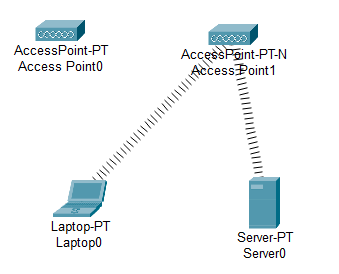 AccessPoint-PT
Access Point0
AccessPoint-PT-N
Access Point1
Laptop-PT
Laptop0
Server-PT
Server0